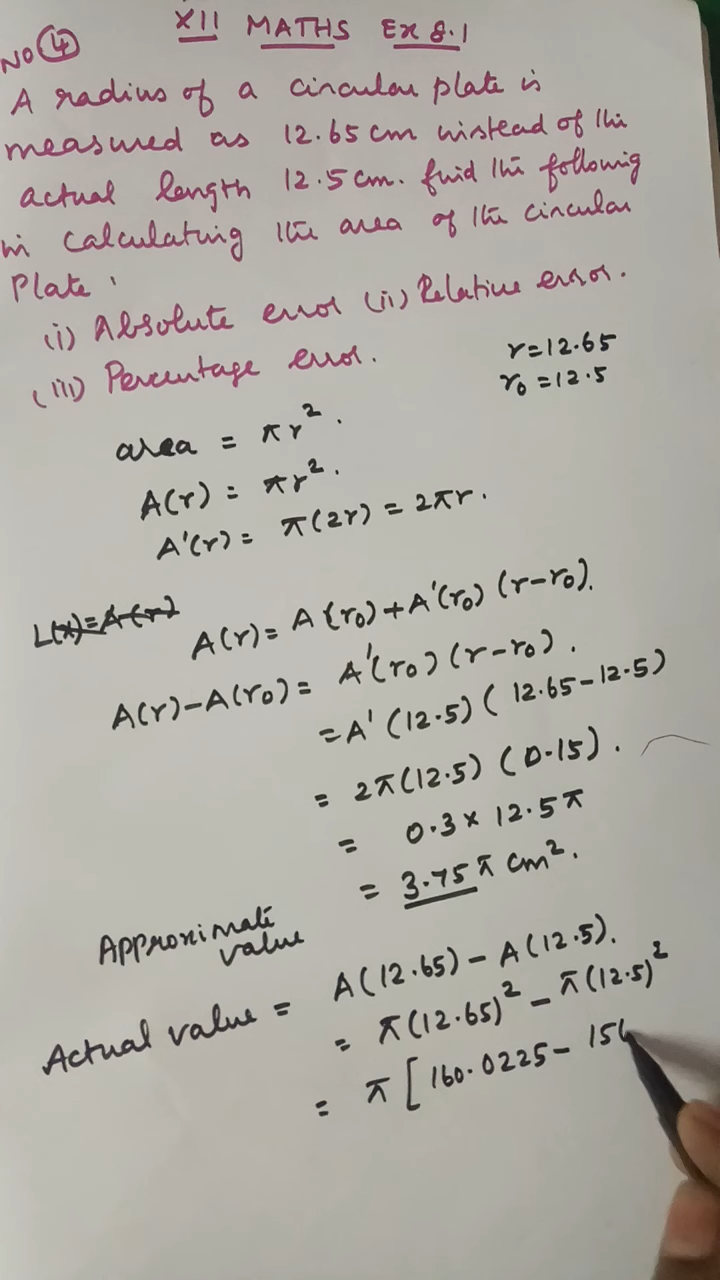 XII MATHS Ex 8.1
NO 4
A radius of a circular plate is
measured as 12.65 cm instead of the
actual length 12.5 cm. find the following
in calculating the area of the circular
Plate :
(i) Absolute error (ii) Relative error.
(iii) Percentage error.
r=12.65
r₀=12.5
area = πr².
A(r) = πr².
A'(r) = π(2r) = 2πr.
L(x)=A(r)
A(r)= A(r₀)+A'(r₀) (r-r₀).
A(r)-A(r₀) = A'(r₀) (r-r₀).
=A' (12.5) ( 12.65-12.5)
= 2π(12.5) (0.15).
= 0.3 × 12.5π
= 3.75π cm².
Approximate
value
Actual value = A(12.65) - A(12.5).
= π(12.65)² - π(12.5)²
= π [ 160.0225- 15